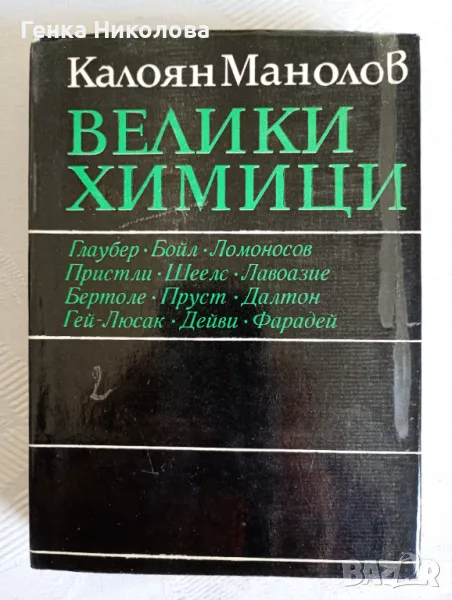 Генка Николова
Калоян Манолов
ВЕЛИКИ
ХИМИЦИ
Глаубер · Бойл · Ломоносов
Пристли · Шеелс · Лавоазие
Бертоле · Пруст · Далтон
Гей-Люсак · Дейви · Фарадей
BAZAR